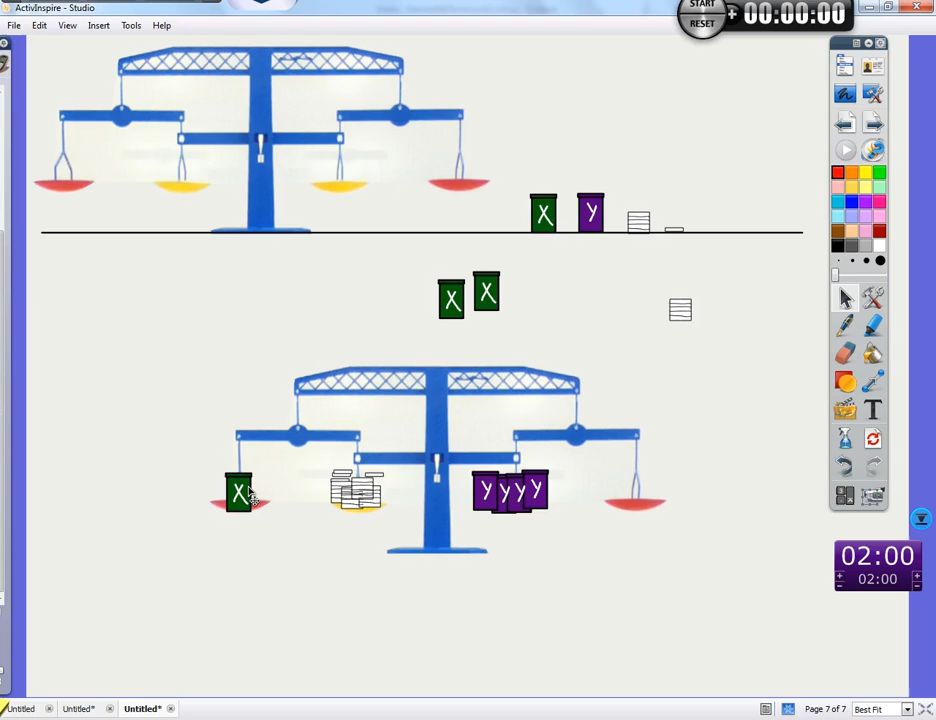 ActivInspire - Studio
START
RESET
+ 00:00:00
File Edit View Insert Tools Help
X Y
X X
X Y Y Y Y
T
02:00
02:00
Untitled Untitled* Untitled* Page 7 of 7 Best Fit